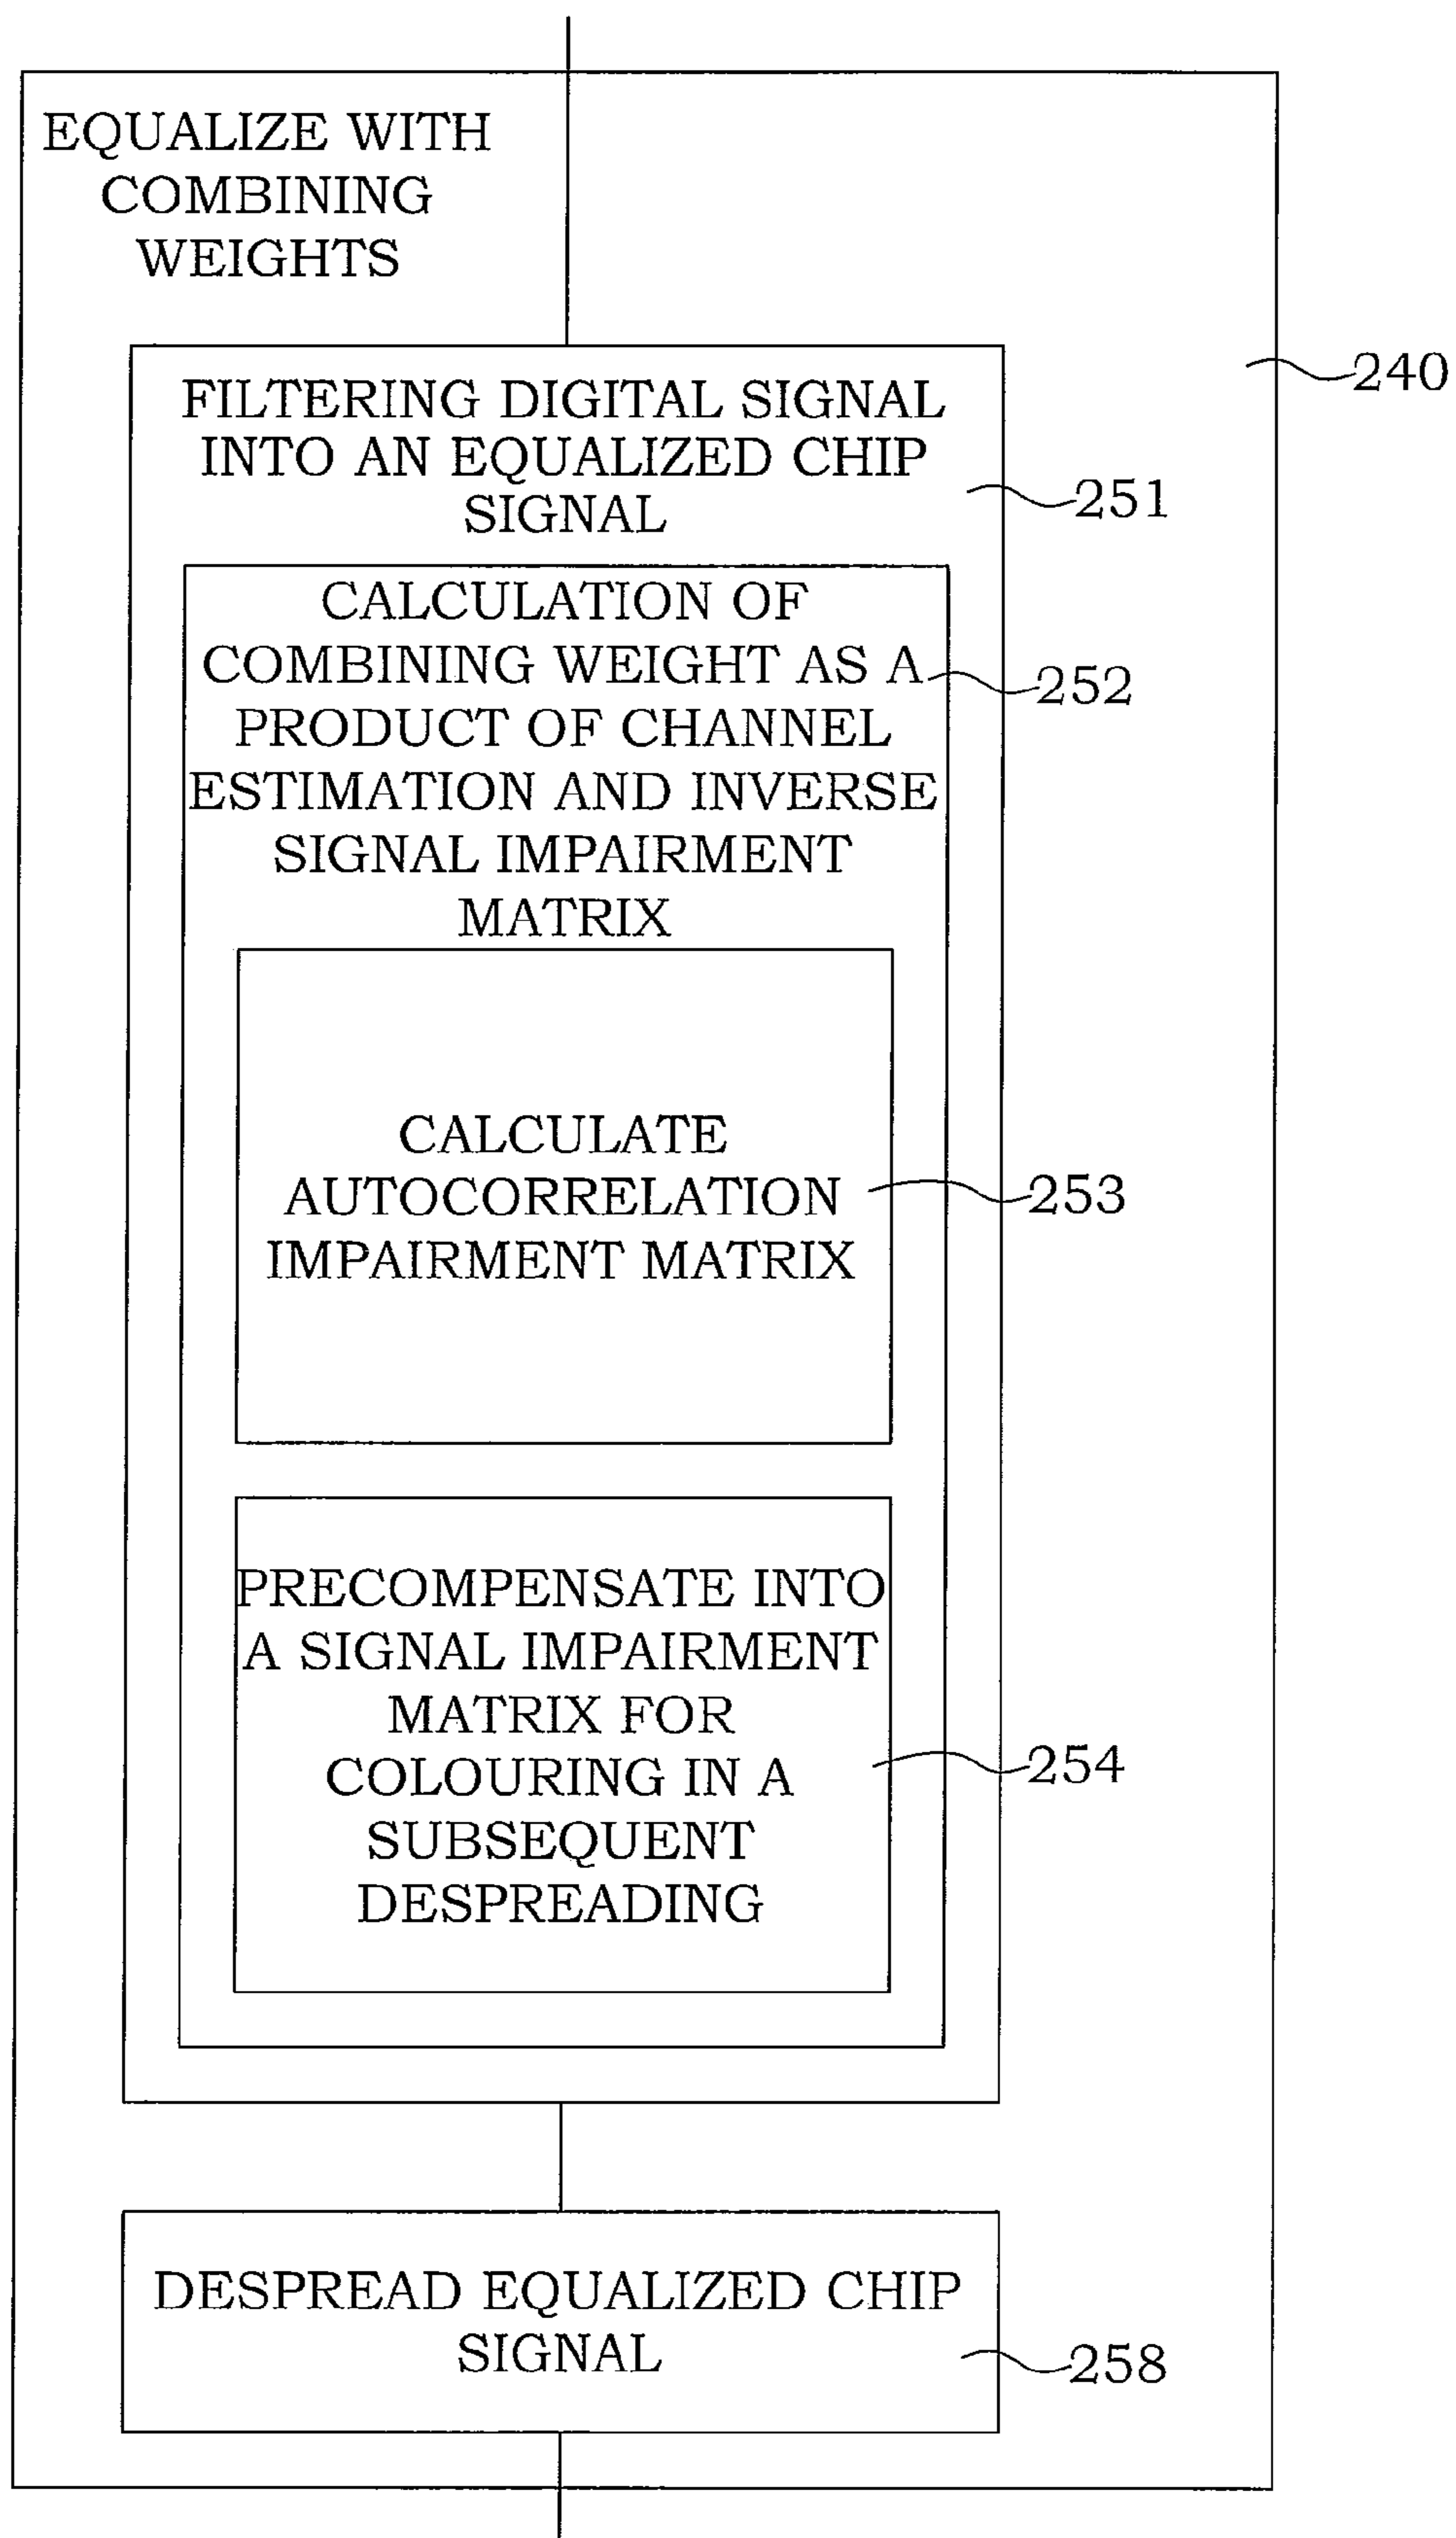 EQUALIZE WITH
COMBINING
WEIGHTS
240
FILTERING DIGITAL SIGNAL
INTO AN EQUALIZED CHIP
SIGNAL
251
CALCULATION OF
COMBINING WEIGHT AS A
252
PRODUCT OF CHANNEL
ESTIMATION AND INVERSE
SIGNAL IMPAIRMENT
MATRIX
CALCULATE
AUTOCORRELATION
IMPAIRMENT MATRIX
253
PRECOMPENSATE INTO
A SIGNAL IMPAIRMENT
MATRIX FOR
COLOURING IN A
SUBSEQUENT
DESPREADING
254
DESPREAD EQUALIZED CHIP
SIGNAL
258